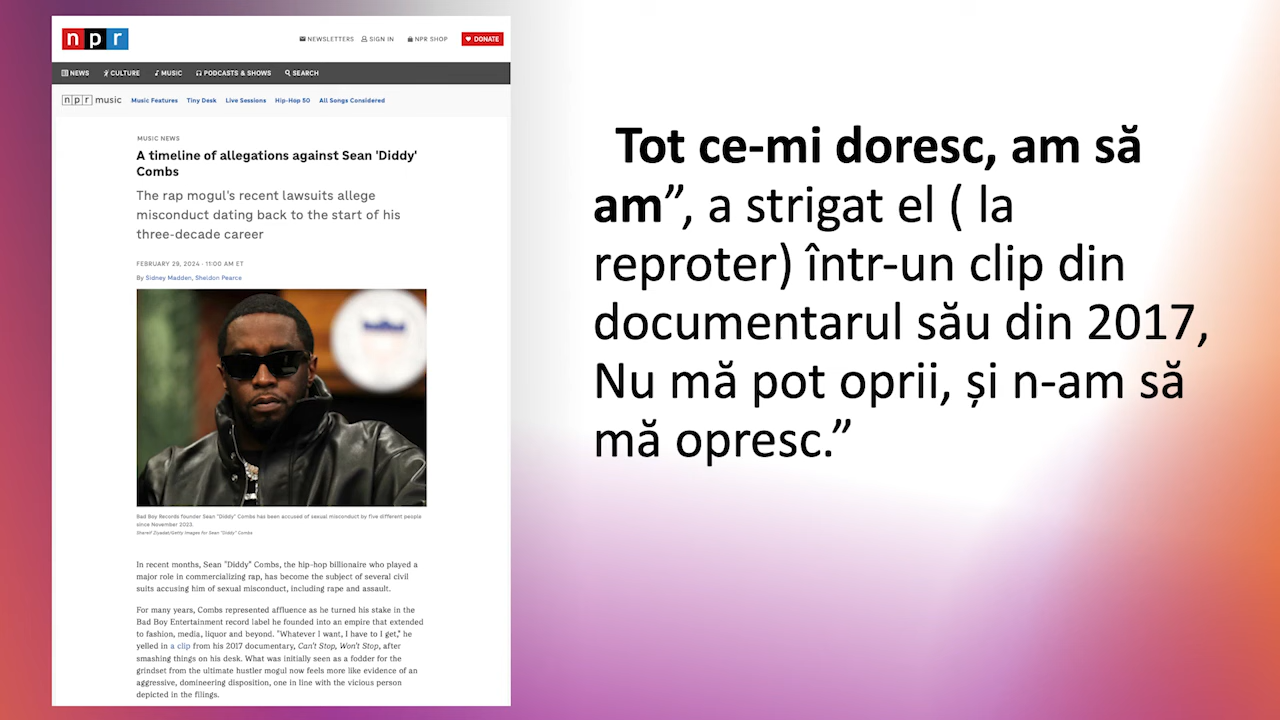 npr
NEWSLETTERS SIGN IN NPR SHOP DONATE
NEWS CULTURE MUSIC PODCASTS & SHOWS SEARCH
npr music Music Features Tiny Desk Live Sessions Hip-Hop 50 All Songs Considered
MUSIC NEWS
A timeline of allegations against Sean 'Diddy'
Combs
The rap mogul's recent lawsuits allege
misconduct dating back to the start of his
three-decade career
FEBRUARY 29, 2024 · 11:00 AM ET
By Sidney Madden, Sheldon Pearce
Bad Boy Records founder Sean "Diddy" Combs has been accused of sexual misconduct by five different people
since November 2023.
Shareif Ziyadat/Getty Images for Sean "Diddy" Combs
In recent months, Sean "Diddy" Combs, the hip-hop billionaire who played a
major role in commercializing rap, has become the subject of several civil
suits accusing him of sexual misconduct, including rape and assault.
For many years, Combs represented affluence as he turned his stake in the
Bad Boy Entertainment record label he founded into an empire that extended
to fashion, media, liquor and beyond. "Whatever I want, I have to I get," he
yelled in a clip from his 2017 documentary, Can't Stop, Won't Stop, after
smashing things on his desk. What was initially seen as a fodder for the
grindset from the ultimate hustler mogul now feels more like evidence of an
aggressive, domineering disposition, one in line with the vicious person
depicted in the filings.
Tot ce-mi doresc, am să
am”, a strigat el ( la
reproter) într-un clip din
documentarul său din 2017,
Nu mă pot oprii, și n-am să
mă opresc.”